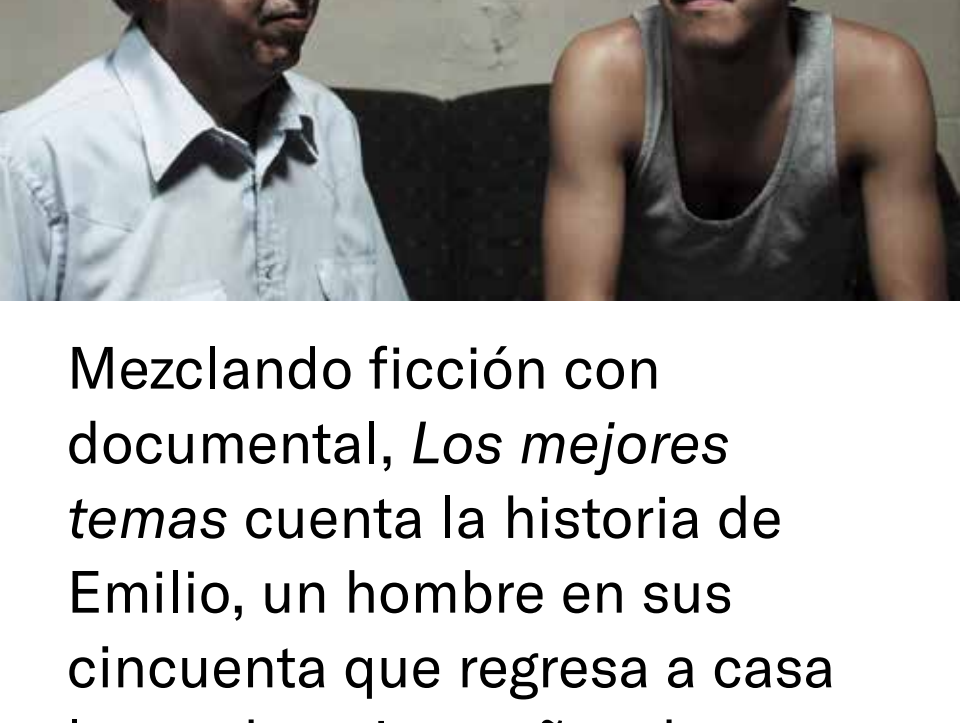 Mezclando ficción con
documental, Los mejores
temas cuenta la historia de
Emilio, un hombre en sus
cincuenta que regresa a casa